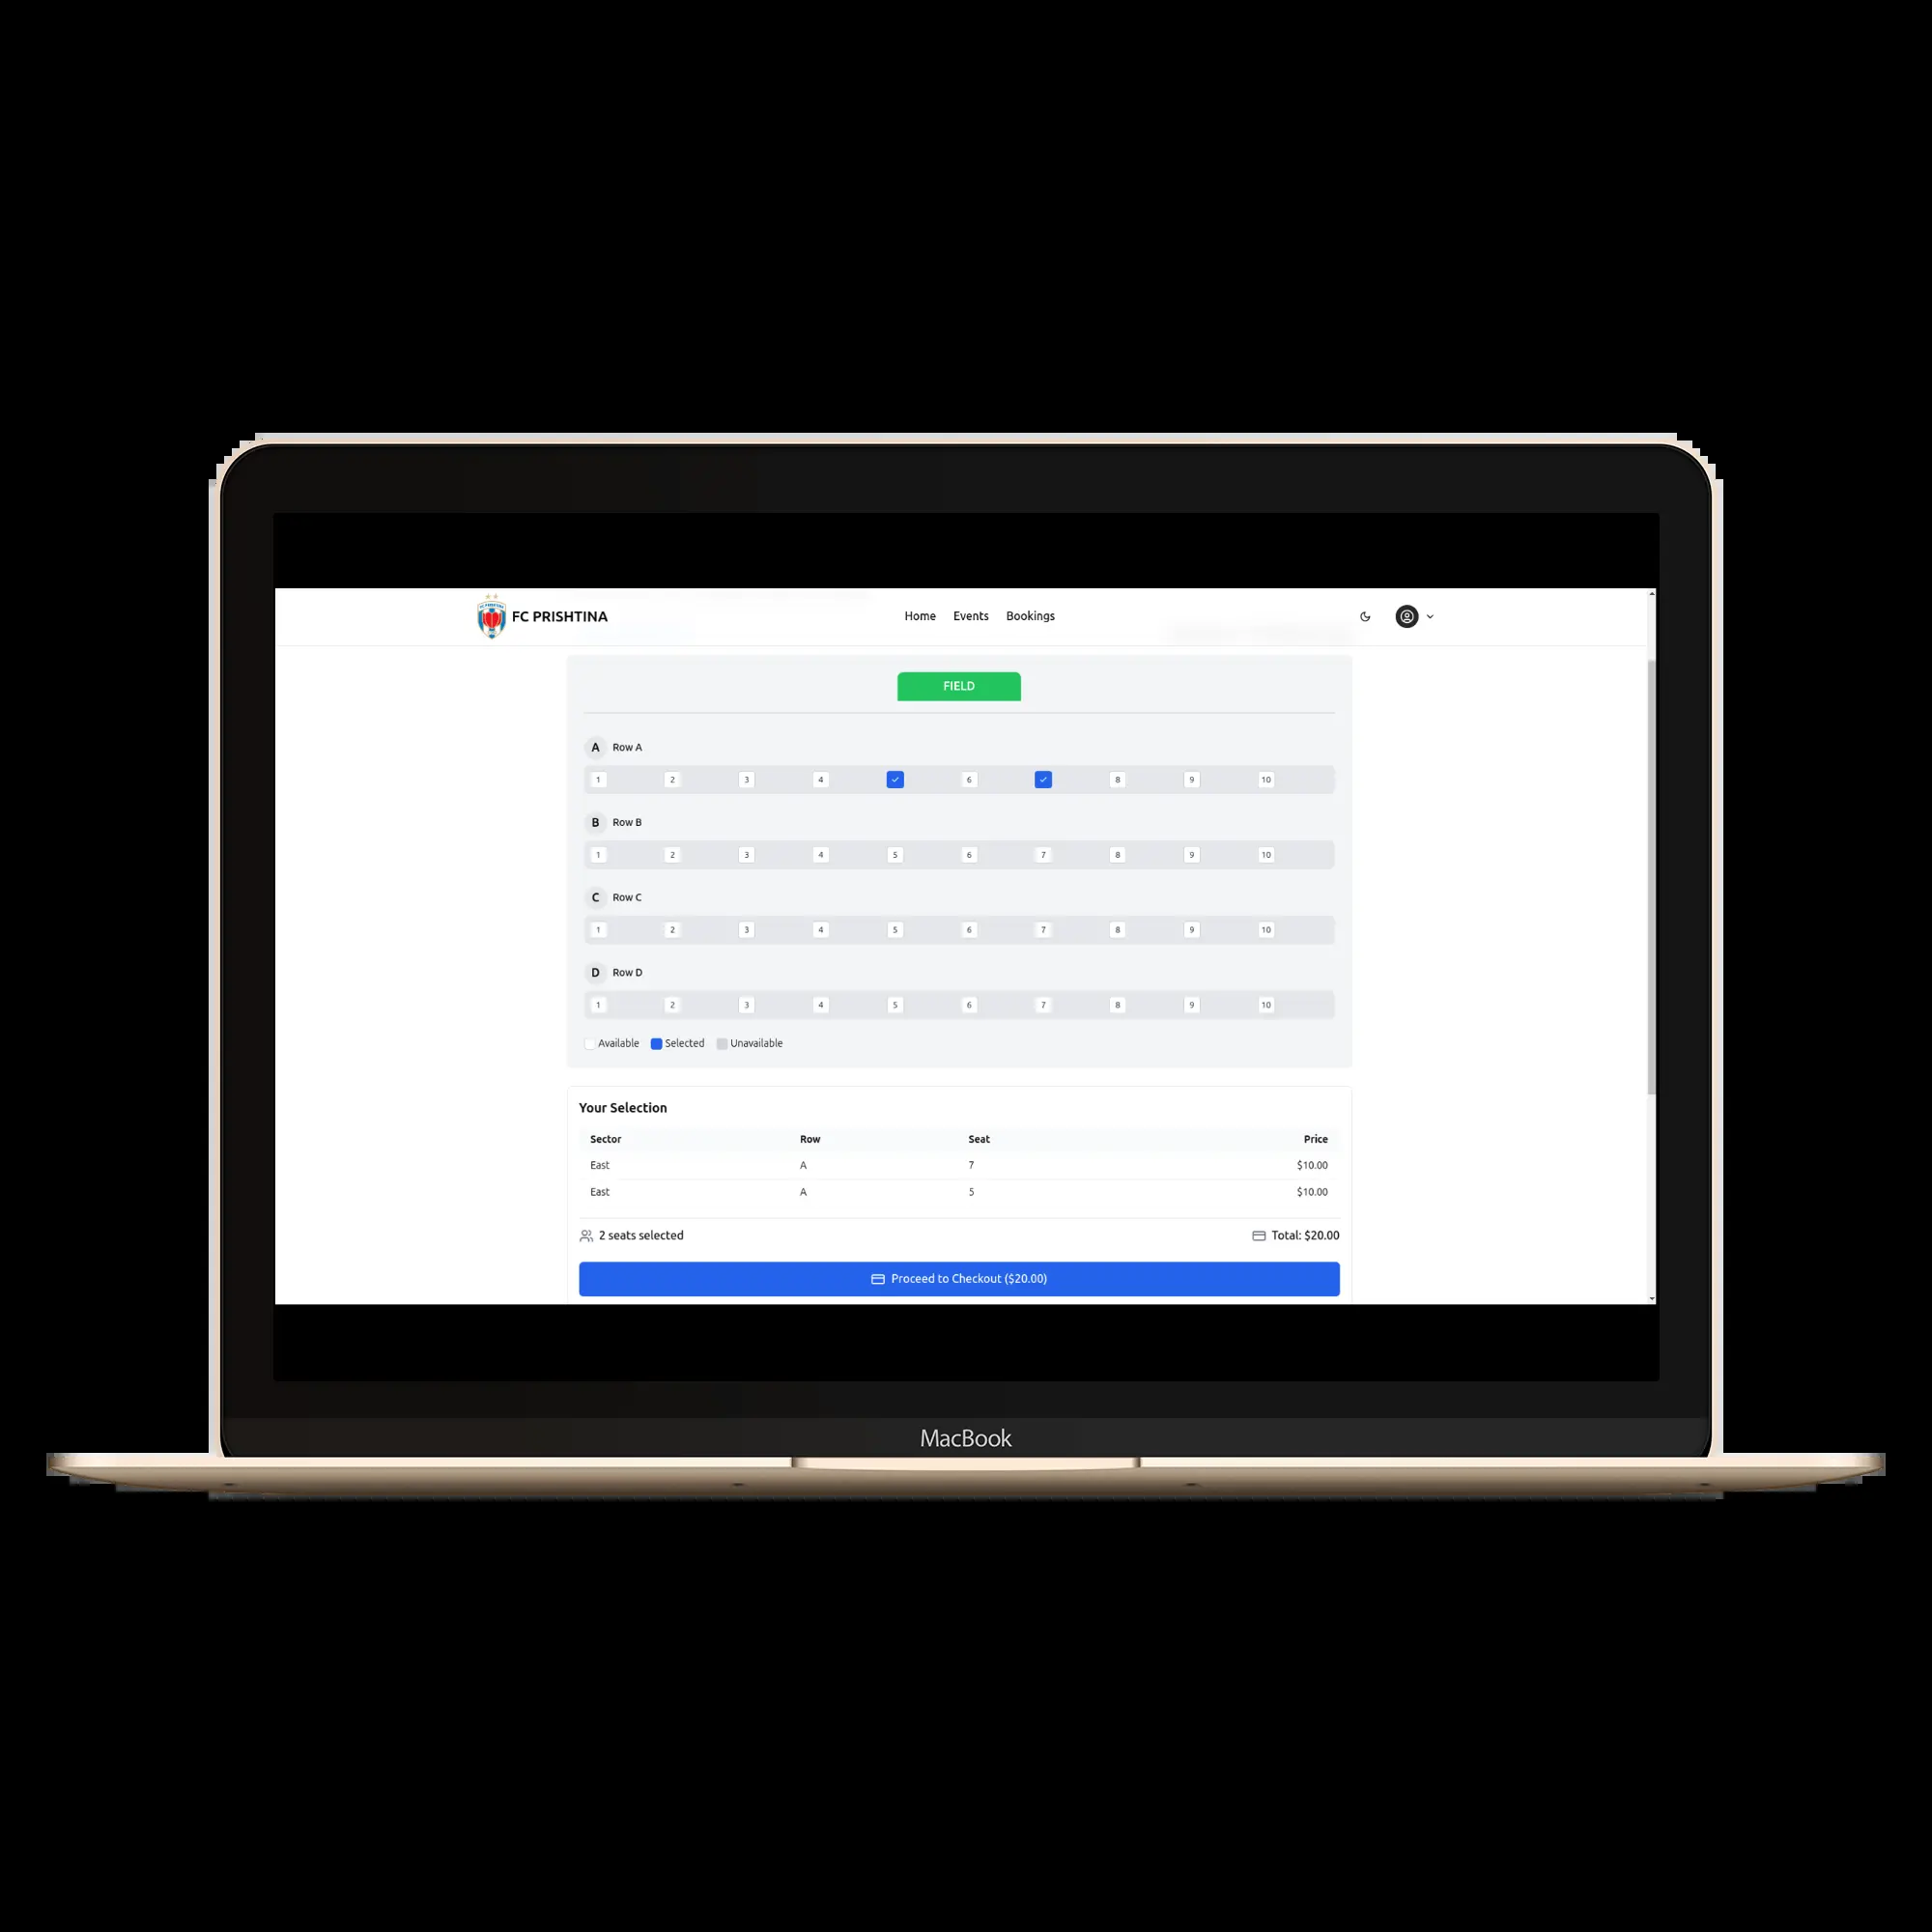 FC PRISHTINA
Home Events Bookings
FIELD
A Row A
1 2 3 4 6 8 9 10
B Row B
1 2 3 4 5 6 7 8 9 10
C Row C
1 2 3 4 5 6 7 8 9 10
D Row D
1 2 3 4 5 6 7 8 9 10
Available Selected Unavailable
Your Selection
Sector Row Seat Price
East A 7 $10.00
East A 5 $10.00
2 seats selected Total: $20.00
Proceed to Checkout ($20.00)
MacBook